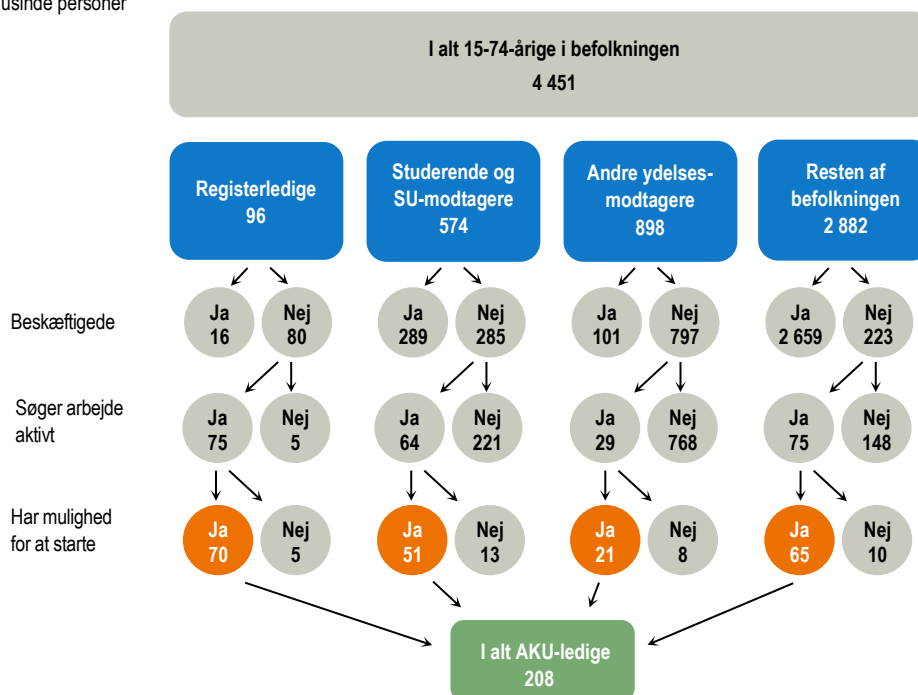 usinde personer
I alt 15-74-årige i befolkningen
4 451
Registerledige
96
Studerende og
SU-modtagere
574
Andre ydelses-
modtagere
898
Resten af
befolkningen
2 882
Beskæftigede
Ja
16
Nej
80
Ja
289
Nej
285
Ja
101
Nej
797
Ja
2 659
Nej
223
Søger arbejde
aktivt
Ja
75
Nej
5
Ja
64
Nej
221
Ja
29
Nej
768
Ja
75
Nej
148
Har mulighed
for at starte
Ja
70
Nej
5
Ja
51
Nej
13
Ja
21
Nej
8
Ja
65
Nej
10
I alt AKU-ledige
208